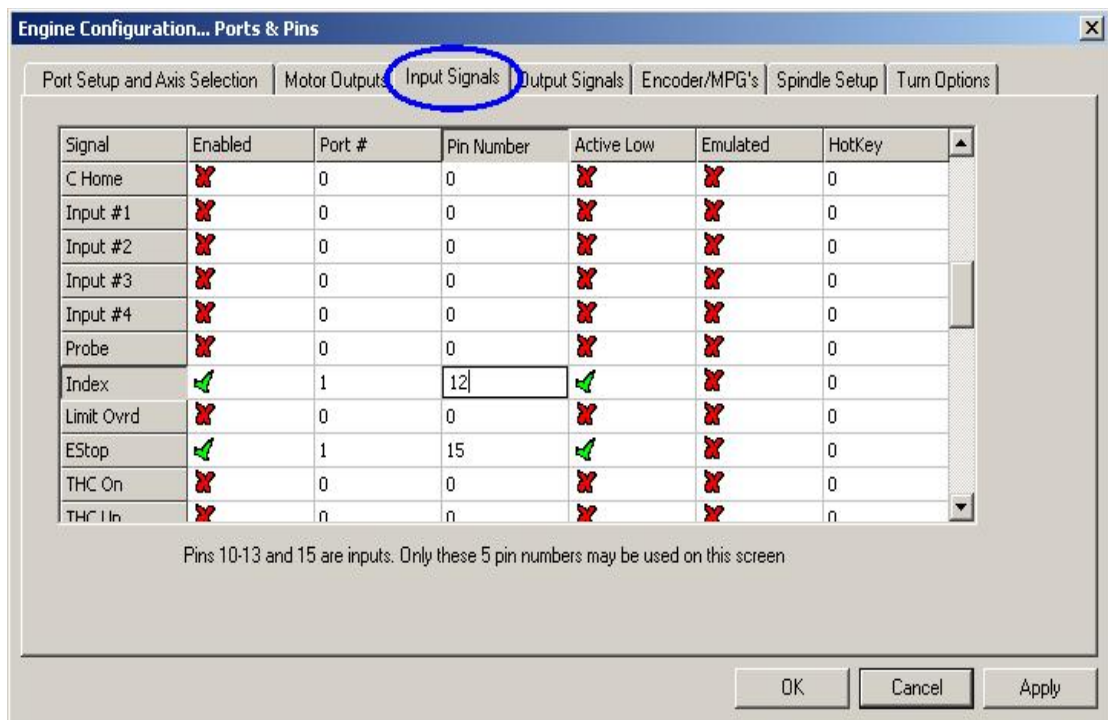 Engine Configuration... Ports & Pins
Port Setup and Axis Selection Motor Outputs Input Signals Output Signals Encoder/MPG's Spindle Setup Turn Options
Signal Enabled Port # Pin Number Active Low Emulated HotKey
C Home 0 0 0
Input #1 0 0 0
Input #2 0 0 0
Input #3 0 0 0
Input #4 0 0 0
Probe 0 0 0
Index 1 12 0
Limit Ovrd 0 0 0
EStop 1 15 0
THC On 0 0 0
THC Up 0 0 0
Pins 10-13 and 15 are inputs. Only these 5 pin numbers may be used on this screen
OK Cancel Apply